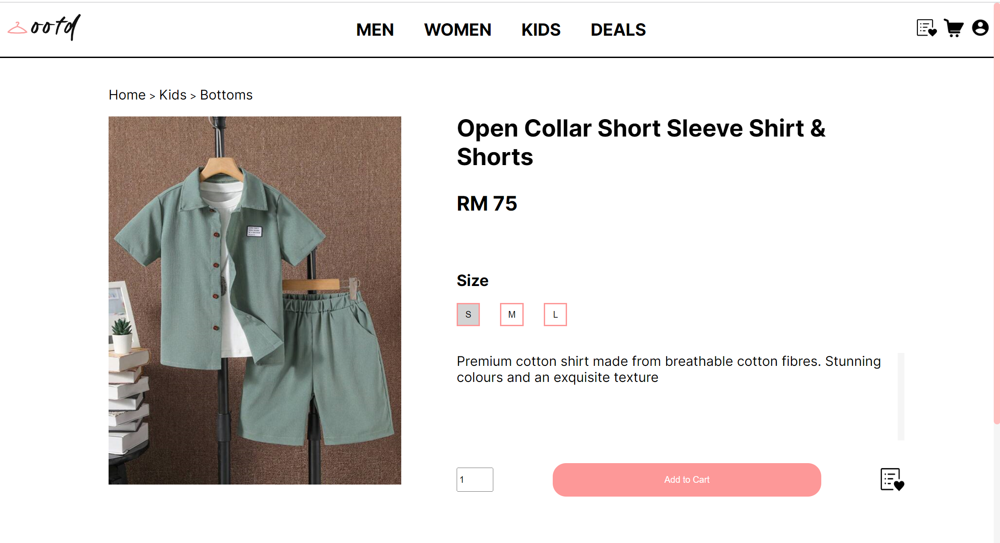 ootd
MEN WOMEN KIDS DEALS
Home > Kids > Bottoms
Open Collar Short Sleeve Shirt &
Shorts
RM 75
Size
S M L
Premium cotton shirt made from breathable cotton fibres. Stunning
colours and an exquisite texture
1 Add to Cart